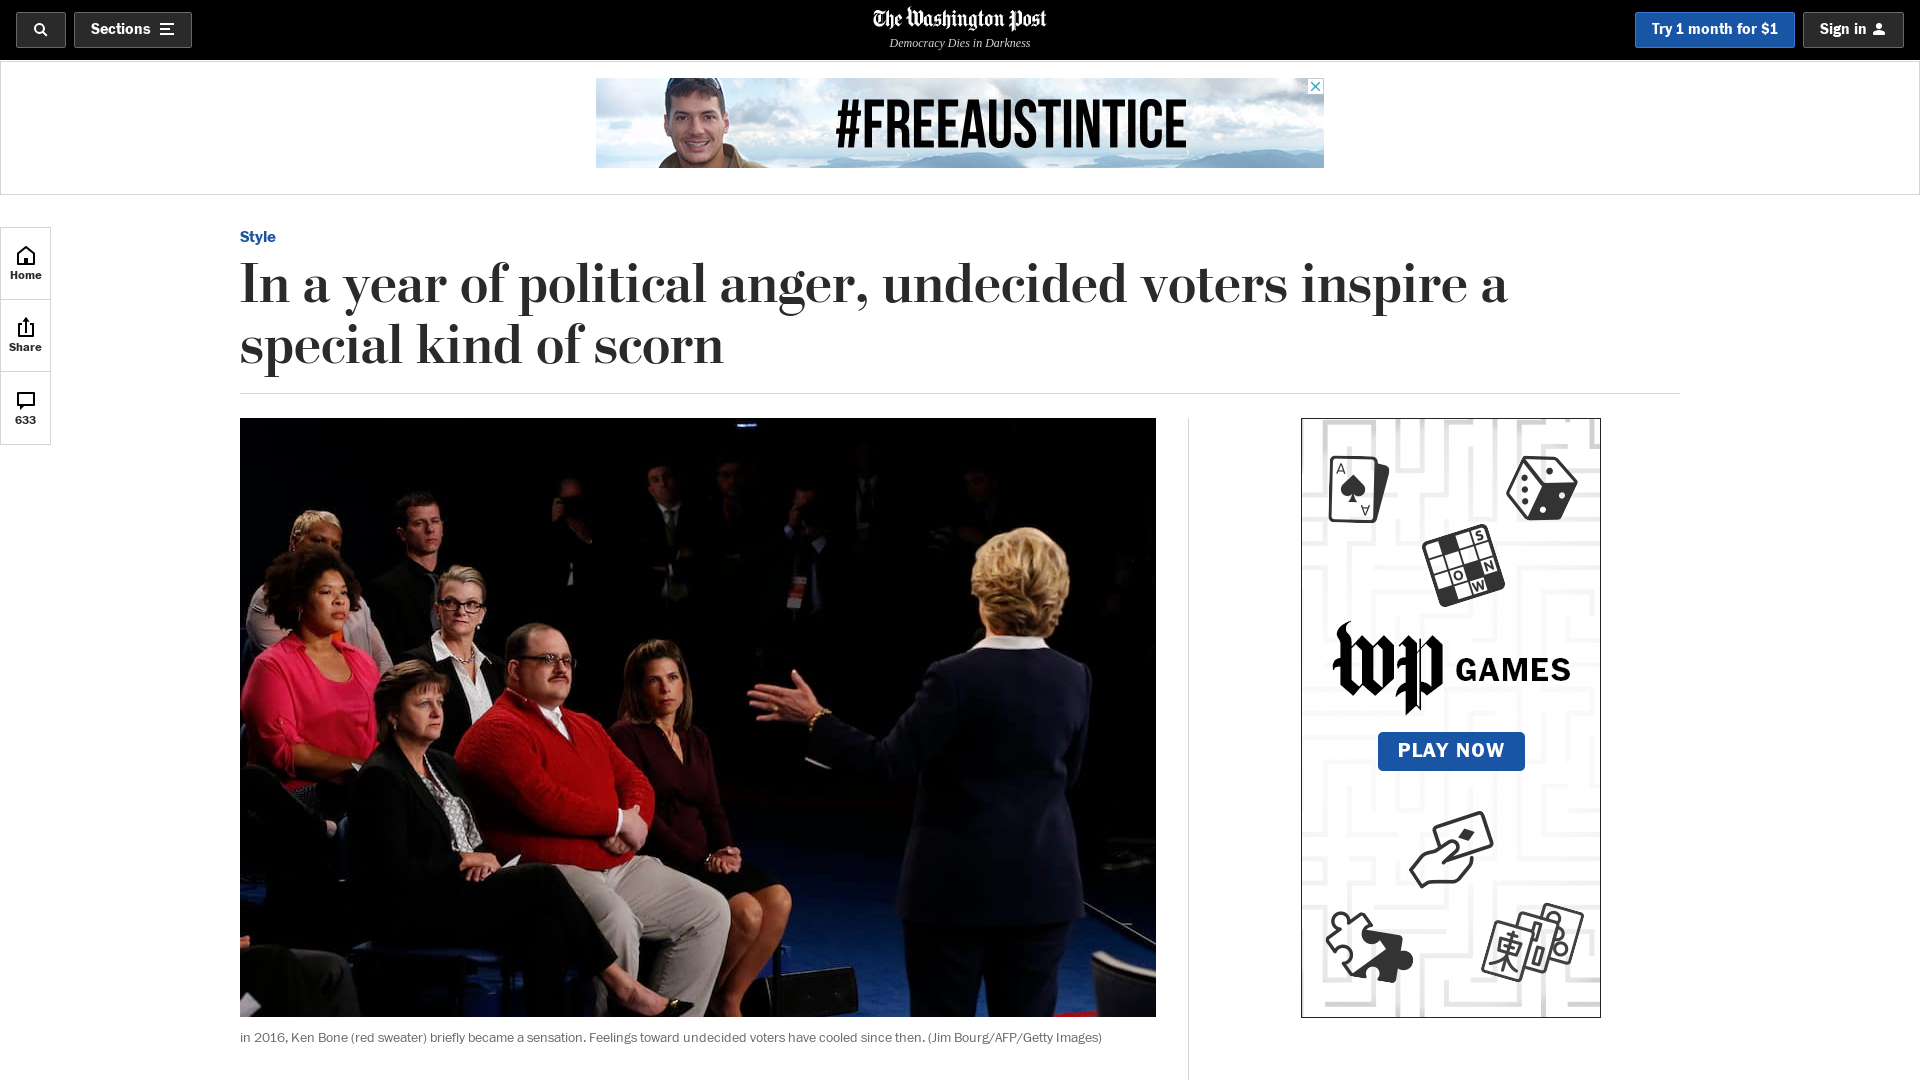 Sections
The Washington Post
Democracy Dies in Darkness
Try 1 month for $1
Sign in
#FREEAUSTINTICE
Home
Share
633
Style
In a year of political anger, undecided voters inspire a
special kind of scorn
A
A
S
O
N
W
wp GAMES
PLAY NOW
東
in 2016, Ken Bone (red sweater) briefly became a sensation. Feelings toward undecided voters have cooled since then. (Jim Bourg/AFP/Getty Images)